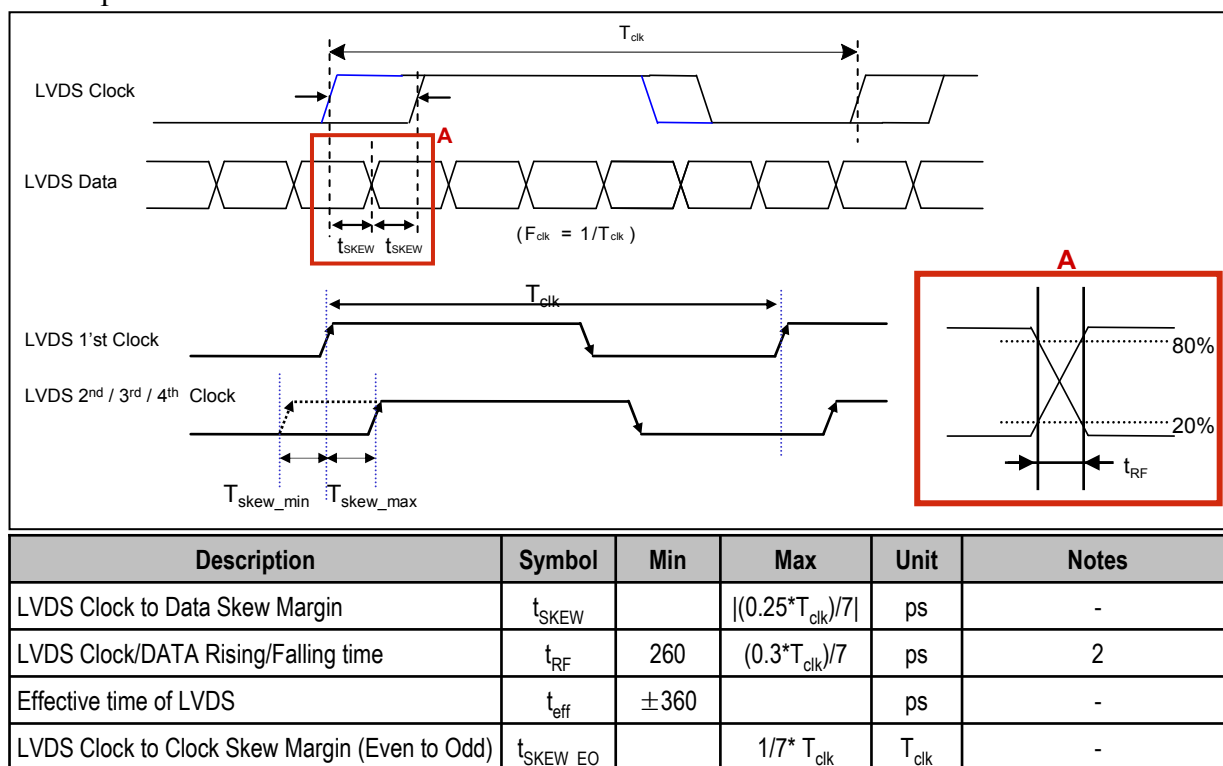 T_clk
LVDS Clock
A
LVDS Data
t_SKEW t_SKEW
( F_clk = 1/T_clk )
A
T_clk
LVDS 1'st Clock
80%
LVDS 2nd / 3rd / 4th Clock
20%
t_RF
T_skew_min T_skew_max
Description Symbol Min Max Unit Notes
LVDS Clock to Data Skew Margin t_SKEW |(0.25*T_clk)/7| ps -
LVDS Clock/DATA Rising/Falling time t_RF 260 (0.3*T_clk)/7 ps 2
Effective time of LVDS t_eff ±360 ps -
LVDS Clock to Clock Skew Margin (Even to Odd) t_SKEW_EO 1/7* T_clk T_clk -